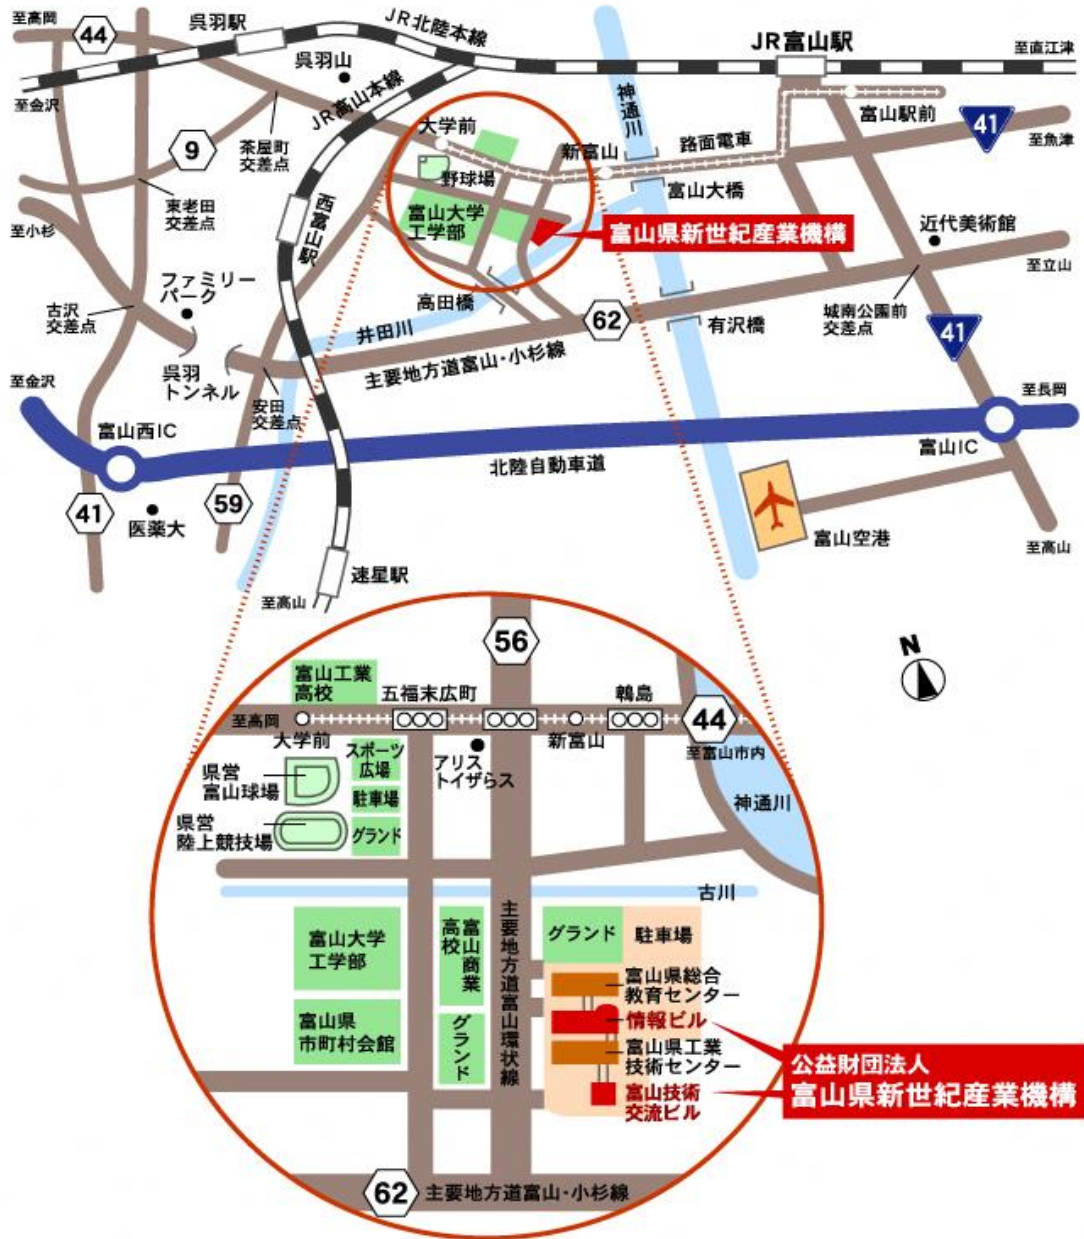 至高岡
44
呉羽駅
JR北陸本線
JR富山駅
至直江津
呉羽山
至金沢
JR高山本線
神通川
富山駅前
41
至魚津
9
茶屋町
交差点
大学前
新富山
路面電車
野球場
富山大橋
東老田
交差点
西富山駅
富山大学
工学部
富山県新世紀産業機構
近代美術館
至小杉
至立山
ファミリー
パーク
高田橋
古沢
交差点
井田川
62
有沢橋
城南公園前
交差点
41
呉羽
トンネル
主要地方道富山・小杉線
至金沢
安田
交差点
至長岡
富山西IC
富山IC
北陸自動車道
41
59
医薬大
富山空港
至高山
速星駅
至高山
N
56
富山工業
高校
五福末広町
鵯島
至高岡
44
大学前
新富山
至富山市内
スポーツ
広場
アリス
トイザらス
県営
富山球場
駐車場
神通川
県営
陸上競技場
グランド
古川
主要地方道富山環状線
富山大学
工学部
富山商業
高校
グランド
駐車場
富山県総合
教育センター
富山県
市町村会館
グランド
情報ビル
富山県工業
技術センター
公益財団法人
富山県新世紀産業機構
富山技術
交流ビル
62
主要地方道富山・小杉線